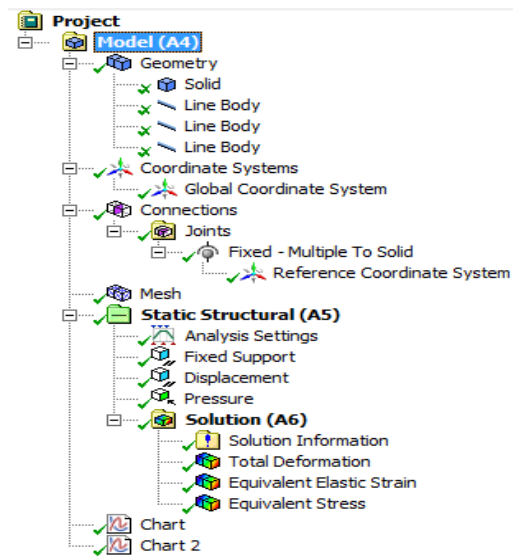 Project
Model (A4)
Geometry
Solid
Line Body
Line Body
Line Body
Coordinate Systems
Global Coordinate System
Connections
Joints
Fixed - Multiple To Solid
Reference Coordinate System
Mesh
Static Structural (A5)
Analysis Settings
Fixed Support
Displacement
Pressure
Solution (A6)
Solution Information
Total Deformation
Equivalent Elastic Strain
Equivalent Stress
Chart
Chart 2